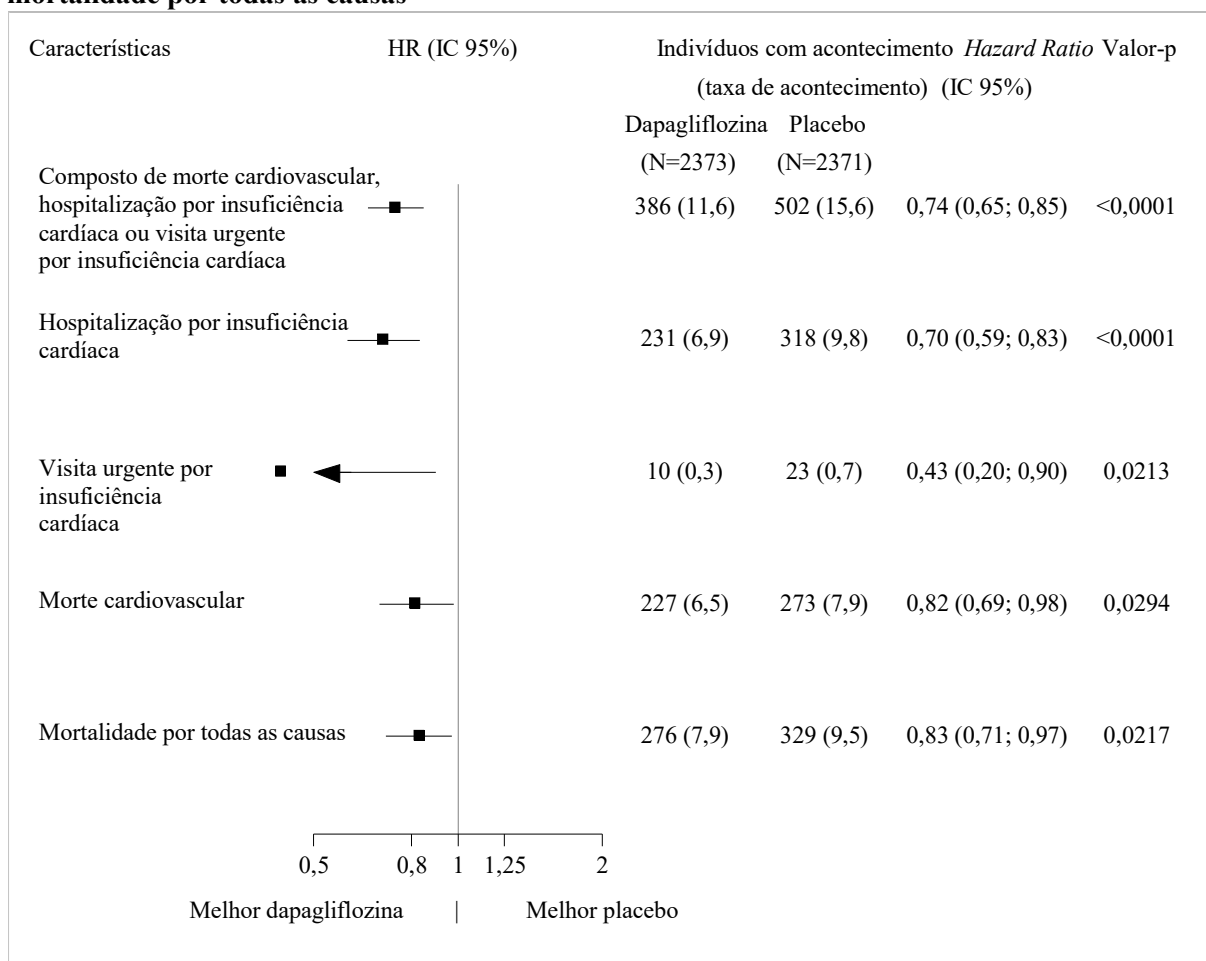 mortalidade por todas as causas
Características HR (IC 95%) Indivíduos com acontecimento Hazard Ratio Valor-p
(taxa de acontecimento) (IC 95%)
Dapagliflozina Placebo
(N=2373) (N=2371)
Composto de morte cardiovascular,
hospitalização por insuficiência 386 (11,6) 502 (15,6) 0,74 (0,65; 0,85) <0,0001
cardíaca ou visita urgente
por insuficiência cardíaca
Hospitalização por insuficiência 231 (6,9) 318 (9,8) 0,70 (0,59; 0,83) <0,0001
cardíaca
Visita urgente por 10 (0,3) 23 (0,7) 0,43 (0,20; 0,90) 0,0213
insuficiência
cardíaca
Morte cardiovascular 227 (6,5) 273 (7,9) 0,82 (0,69; 0,98) 0,0294
Mortalidade por todas as causas 276 (7,9) 329 (9,5) 0,83 (0,71; 0,97) 0,0217
0,5 0,8 1 1,25 2
Melhor dapagliflozina | Melhor placebo